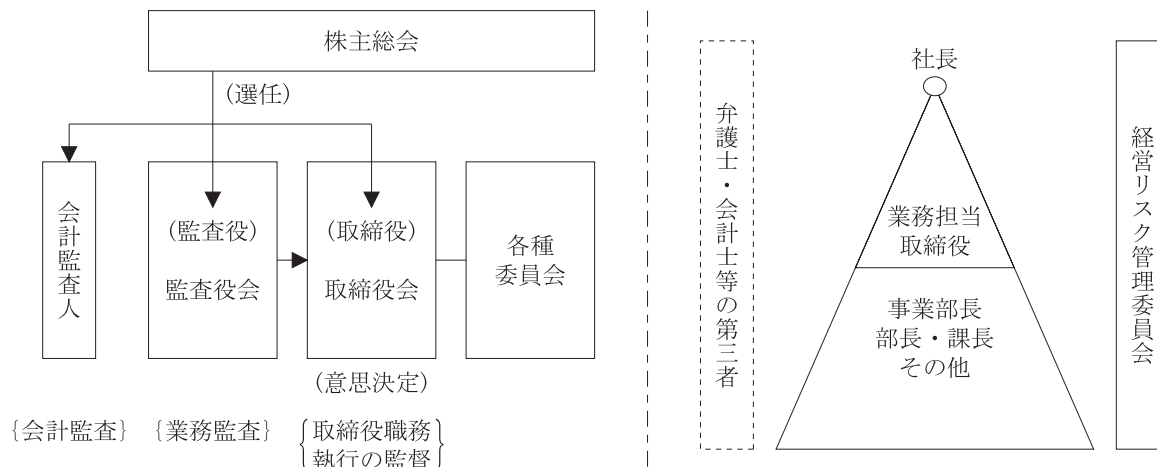 株主総会
(選任)
会計監査人
(監査役)
監査役会
(取締役)
取締役会
各種
委員会
(意思決定)
{会計監査}
{業務監査}
{取締役職務
執行の監督}
弁護士・会計士等の第三者
社長
業務担当
取締役
事業部長
部長・課長
その他
経営リスク管理委員会